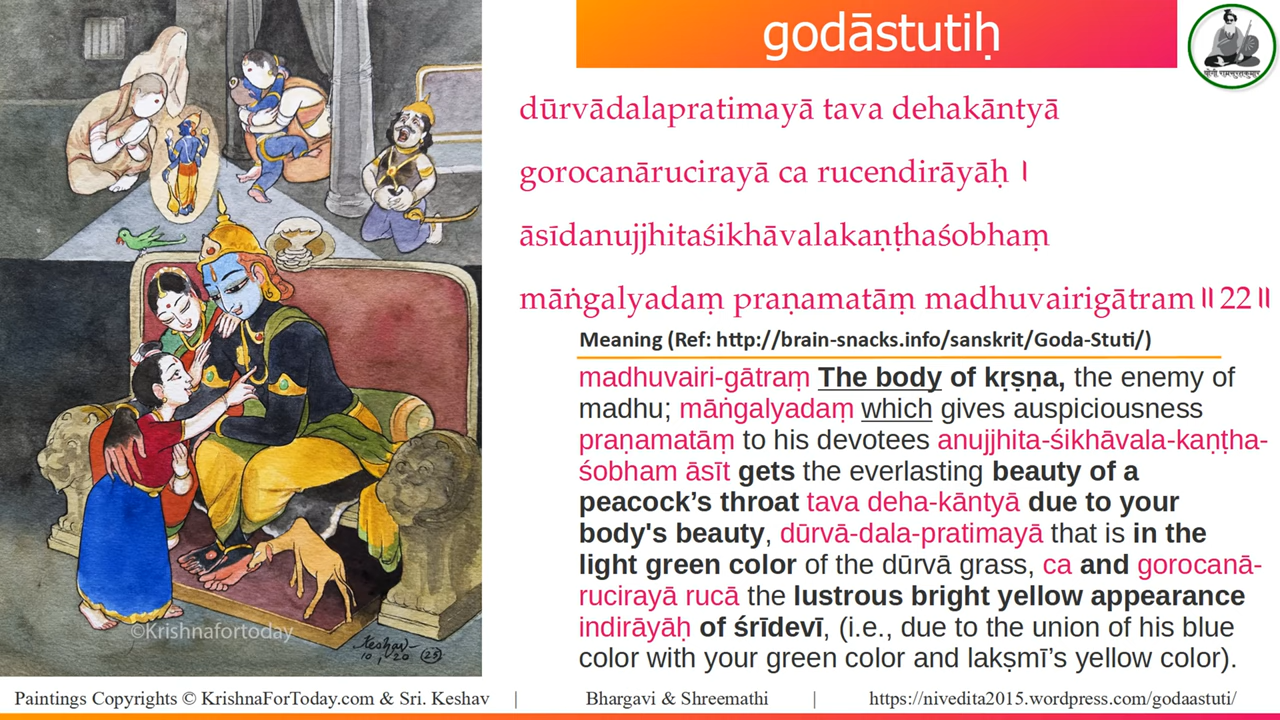 godāstutiḥ
योगी रामसुरतकुमार
dūrvādalapratimayā tava dehakāntyā
gorocanārucirayā ca rucendirāyāḥ ।
āsīdanujjhitaśikhāvalakaṇṭhaśobhaṃ
māṅgalyadaṃ praṇamatāṃ madhuvairigātram॥22॥
Meaning (Ref: http://brain-snacks.info/sanskrit/Goda-Stuti/)
madhuvairi-gātraṃ The body of kṛṣṇa, the enemy of
madhu; māṅgalyadaṃ which gives auspiciousness
praṇamatāṃ to his devotees anujjhita-śikhāvala-kaṇṭha-
śobham āsīt gets the everlasting beauty of a
peacock’s throat tava deha-kāntyā due to your
body's beauty, dūrvā-dala-pratimayā that is in the
light green color of the dūrvā grass, ca and gorocanā-
rucirayā rucā the lustrous bright yellow appearance
indirāyāḥ of śrīdevī, (i.e., due to the union of his blue
color with your green color and lakṣmī’s yellow color).
©Krishnafortoday
Keshav
10, 20 25
Paintings Copyrights © KrishnaForToday.com & Sri. Keshav | Bhargavi & Shreemathi | https://nivedita2015.wordpress.com/godaastuti/